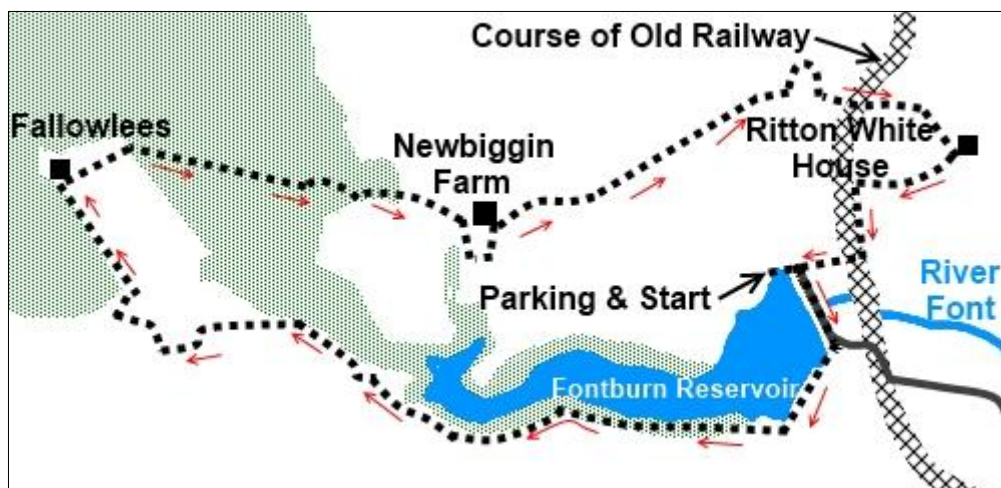 Course of Old Railway
Fallowlees
Newbiggin
Farm
Ritton White
House
Parking & Start
River
Font
Fontburn Reservoir